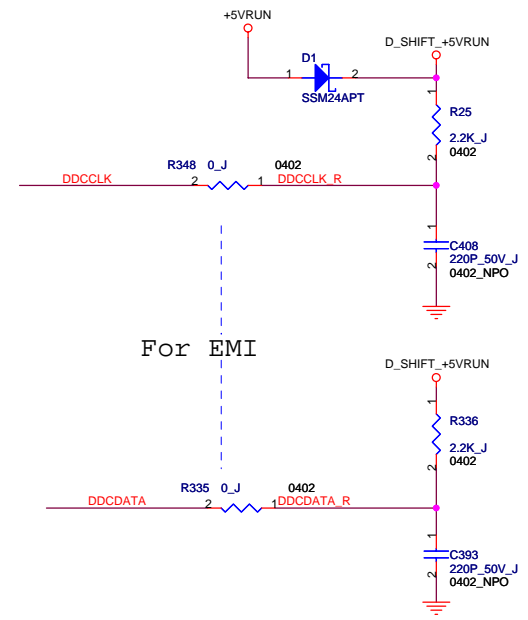 +5VRUN
D_SHIFT_+5VRUN
D1
1 2
SSM24APT
1
R25
2.2K_J
0402
2
R348 0_J 0402
DDCCLK 2 1 DDCCLK_R
1
C408
220P_50V_J
0402_NPO
2
For EMI
D_SHIFT_+5VRUN
1
R336
2.2K_J
0402
2
R335 0_J 0402
DDCDATA 2 1 DDCDATA_R
1
C393
220P_50V_J
0402_NPO
2